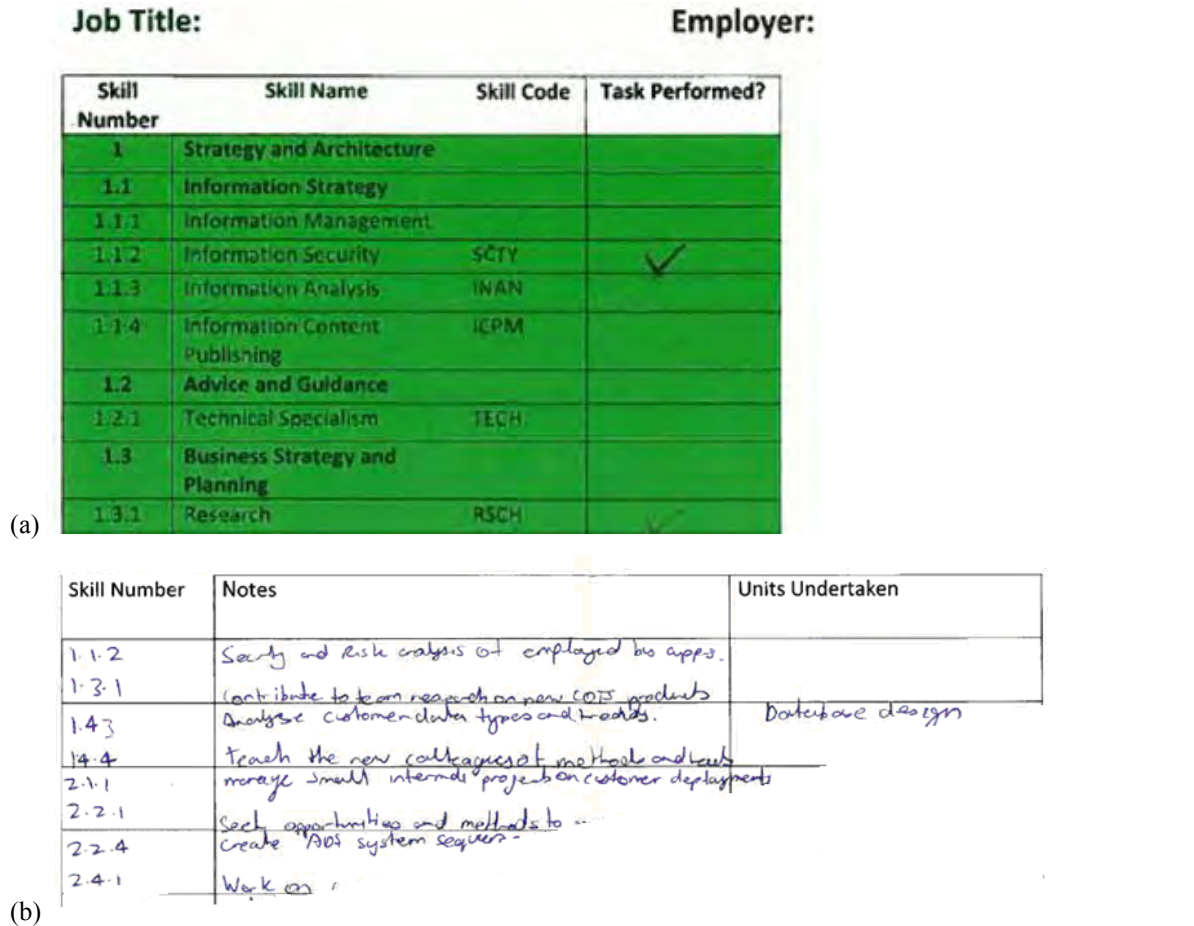 Job Title: Employer:
Skill Number Skill Name Skill Code Task Performed?
1 Strategy and Architecture
1.1 Information Strategy
1.1.1 Information Management
1.1.2 Information Security SCTY ✓
1.1.3 Information Analysis INAN
1.1.4 Information Content Publishing ICPM
1.2 Advice and Guidance
1.2.1 Technical Specialism TECH
1.3 Business Strategy and Planning
1.3.1 Research RSCH ✓
(a)
Skill Number Notes Units Undertaken
1.1.2 and Risk analysis of employed bus apps.
1.3.1 Contribute to team research on new COTS products
1.43 Analyse customer data types and trends. Database design
1.4.4 teach the new colleagues of methods and
2.1.1 manage small internal projects on customer deployments
2.2.1 Seek opportunities and methods to
2.2.4 create system
2.4.1 Work on
(b)